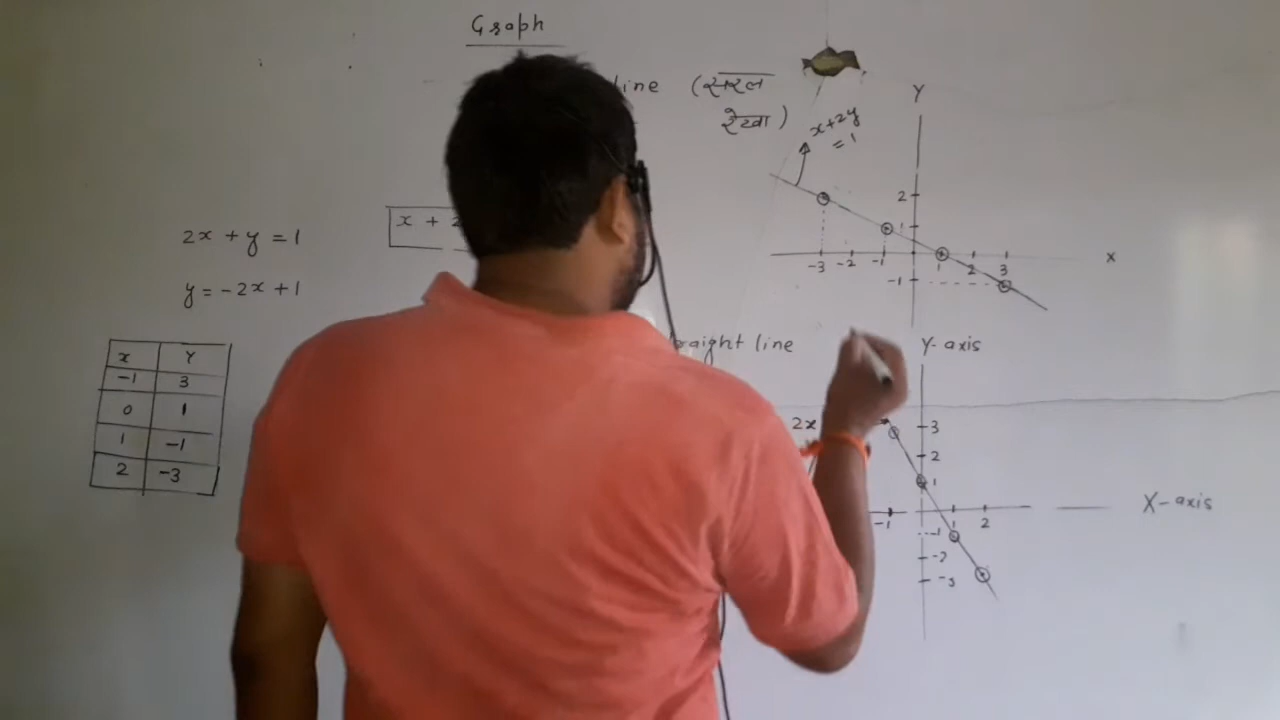 Graph
line (सरल
रेखा)
2x + y = 1
y = -2x + 1
x +
x Y
-1 3
0 1
1 -1
2 -3
x+2y
= 1
Y
2
1
-3 -2 -1 1 2 3 x
-1
straight line
Y-axis
2x
3
2
1
-1 1 2 X-axis
-1
-2
-3